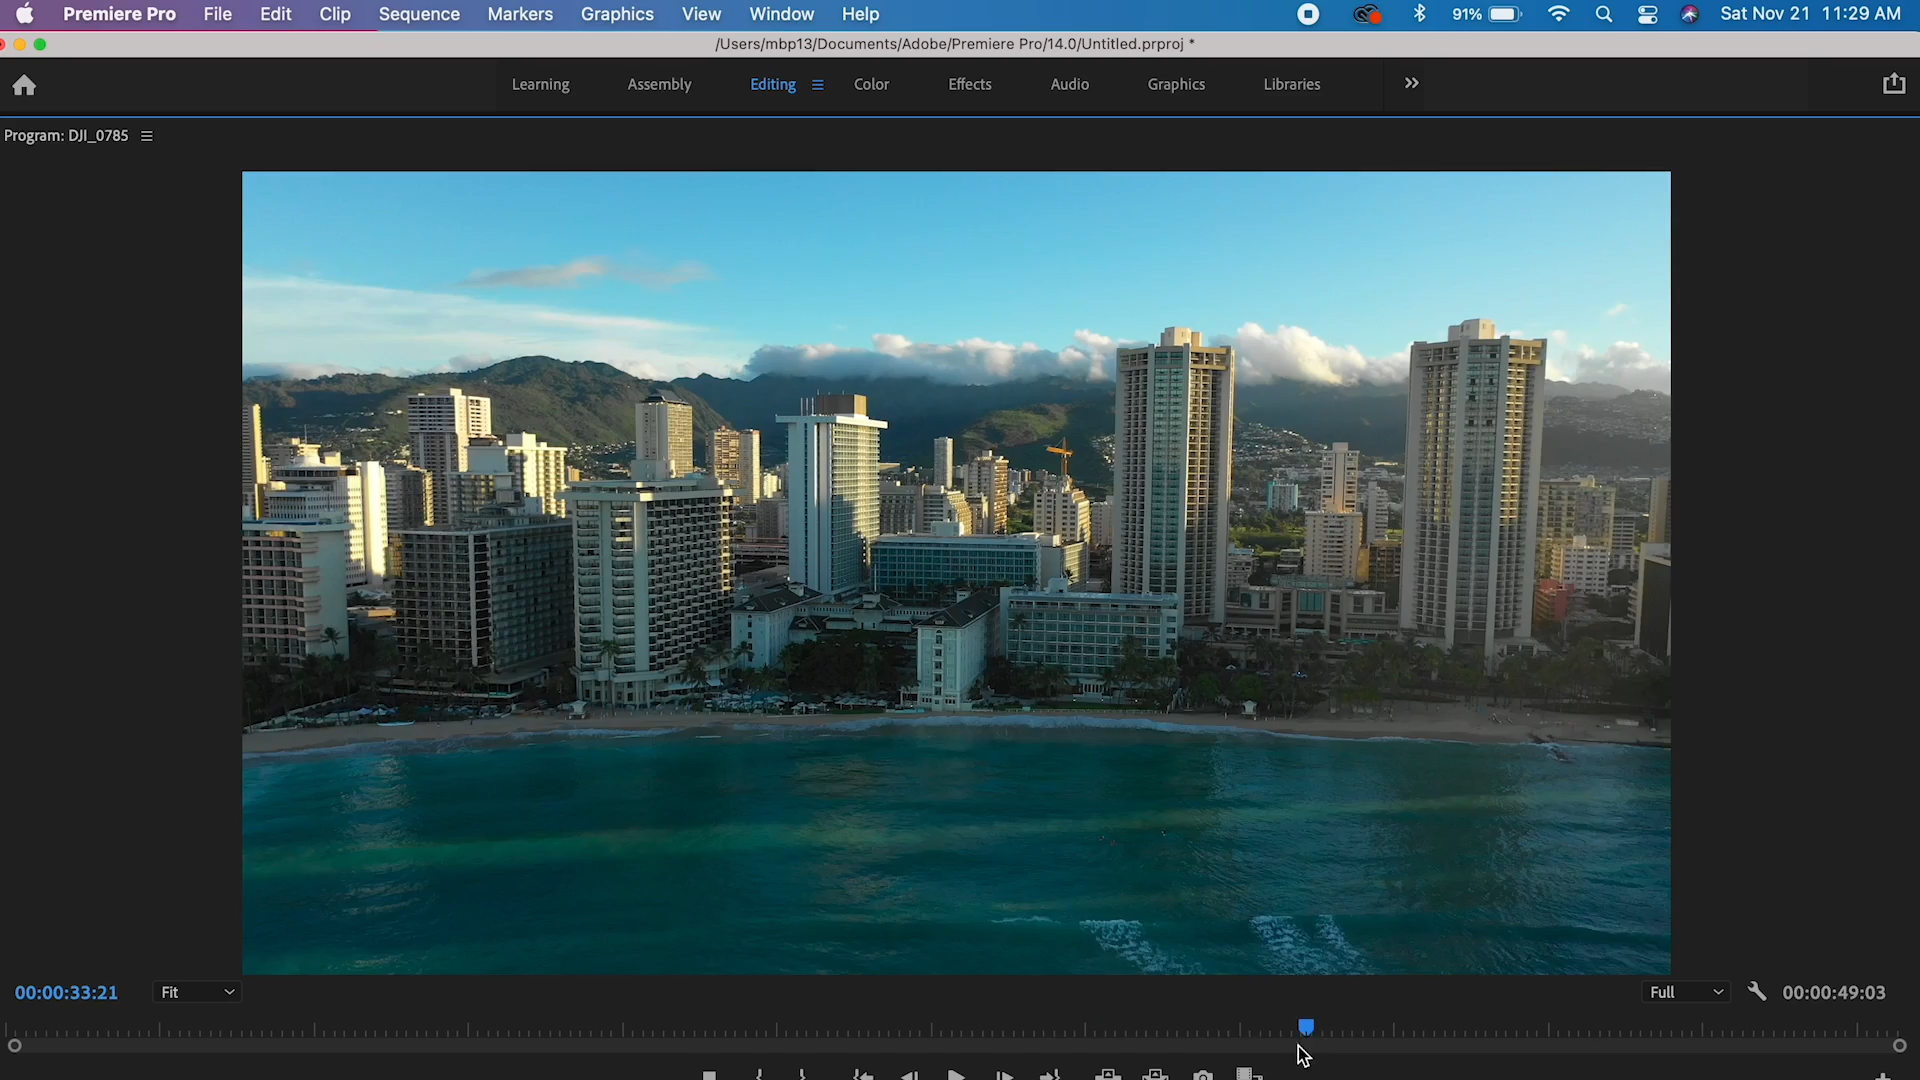 Premiere Pro File Edit Clip Sequence Markers Graphics View Window Help 91% Sat Nov 21 11:29 AM
/Users/mbp13/Documents/Adobe/Premiere Pro/14.0/Untitled.prproj *
Learning Assembly Editing Color Effects Audio Graphics Libraries
Program: DJI_0785
00:00:33:21 Fit Full 00:00:49:03